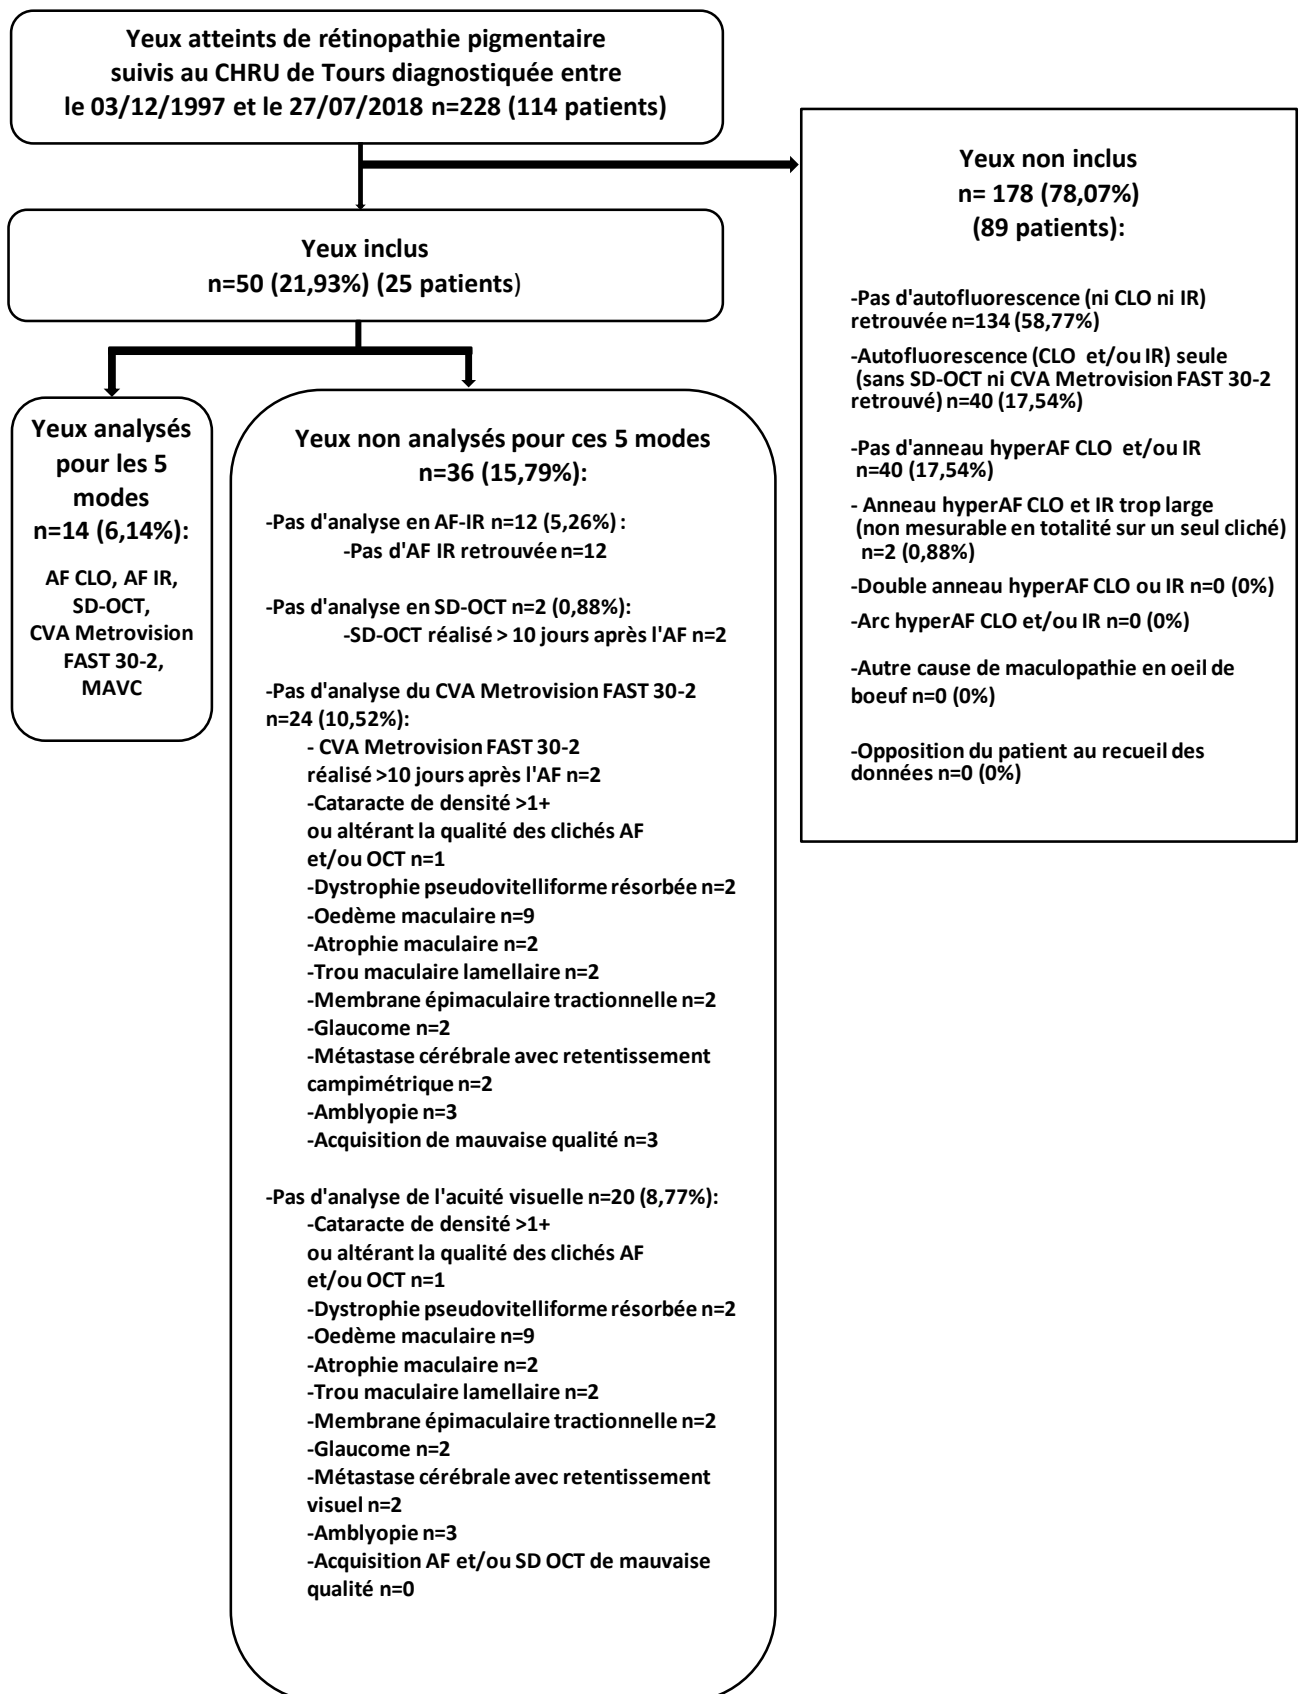 Yeux atteints de rétinopathie pigmentaire
suivis au CHRU de Tours diagnostiquée entre
le 03/12/1997 et le 27/07/2018 n=228 (114 patients)
Yeux non inclus
n= 178 (78,07%)
(89 patients):
-Pas d'autofluorescence (ni CLO ni IR)
retrouvée n=134 (58,77%)
-Autofluorescence (CLO et/ou IR) seule
(sans SD-OCT ni CVA Metrovision FAST 30-2
retrouvé) n=40 (17,54%)
-Pas d'anneau hyperAF CLO et/ou IR
n=40 (17,54%)
- Anneau hyperAF CLO et IR trop large
(non mesurable en totalité sur un seul cliché)
n=2 (0,88%)
-Double anneau hyperAF CLO ou IR n=0 (0%)
-Arc hyperAF CLO et/ou IR n=0 (0%)
-Autre cause de maculopathie en oeil de
boeuf n=0 (0%)
-Opposition du patient au recueil des
données n=0 (0%)
Yeux inclus
n=50 (21,93%) (25 patients)
Yeux analysés
pour les 5
modes
n=14 (6,14%):
AF CLO, AF IR,
SD-OCT,
CVA Metrovision
FAST 30-2,
MAVC
Yeux non analysés pour ces 5 modes
n=36 (15,79%):
-Pas d'analyse en AF-IR n=12 (5,26%) :
-Pas d'AF IR retrouvée n=12
-Pas d'analyse en SD-OCT n=2 (0,88%):
-SD-OCT réalisé > 10 jours après l'AF n=2
-Pas d'analyse du CVA Metrovision FAST 30-2
n=24 (10,52%):
- CVA Metrovision FAST 30-2
réalisé >10 jours après l'AF n=2
-Cataracte de densité >1+
ou altérant la qualité des clichés AF
et/ou OCT n=1
-Dystrophie pseudovitelliforme résorbée n=2
-Oedème maculaire n=9
-Atrophie maculaire n=2
-Trou maculaire lamellaire n=2
-Membrane épimaculaire tractionnelle n=2
-Glaucome n=2
-Métastase cérébrale avec retentissement
campimétrique n=2
-Amblyopie n=3
-Acquisition de mauvaise qualité n=3
-Pas d'analyse de l'acuité visuelle n=20 (8,77%):
-Cataracte de densité >1+
ou altérant la qualité des clichés AF
et/ou OCT n=1
-Dystrophie pseudovitelliforme résorbée n=2
-Oedème maculaire n=9
-Atrophie maculaire n=2
-Trou maculaire lamellaire n=2
-Membrane épimaculaire tractionnelle n=2
-Glaucome n=2
-Métastase cérébrale avec retentissement
visuel n=2
-Amblyopie n=3
-Acquisition AF et/ou SD OCT de mauvaise
qualité n=0